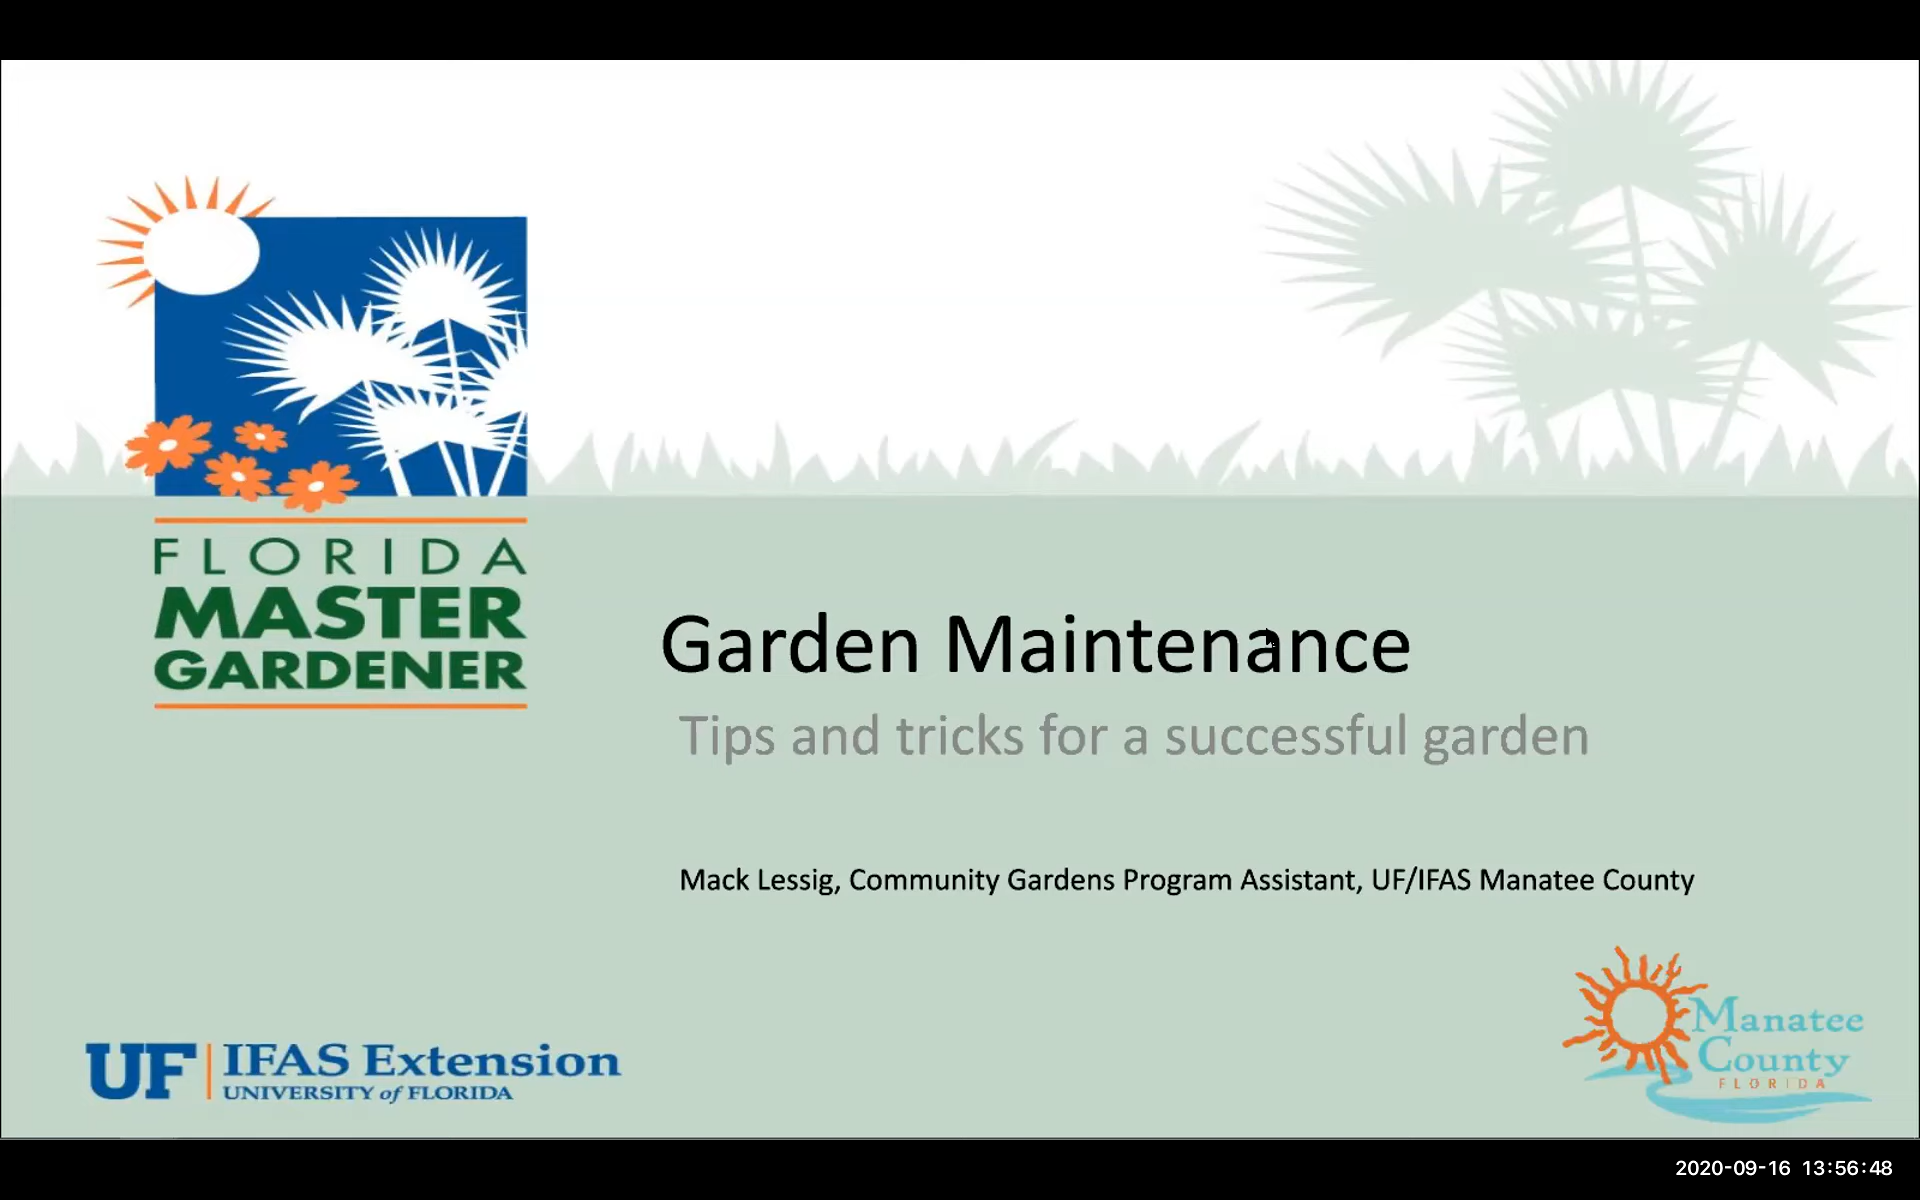 FLORIDA
MASTER
GARDENER
Garden Maintenance
Tips and tricks for a successful garden
Mack Lessig, Community Gardens Program Assistant, UF/IFAS Manatee County
UF IFAS Extension
UNIVERSITY of FLORIDA
Manatee
County
FLORIDA
2020-09-16 13:56:48